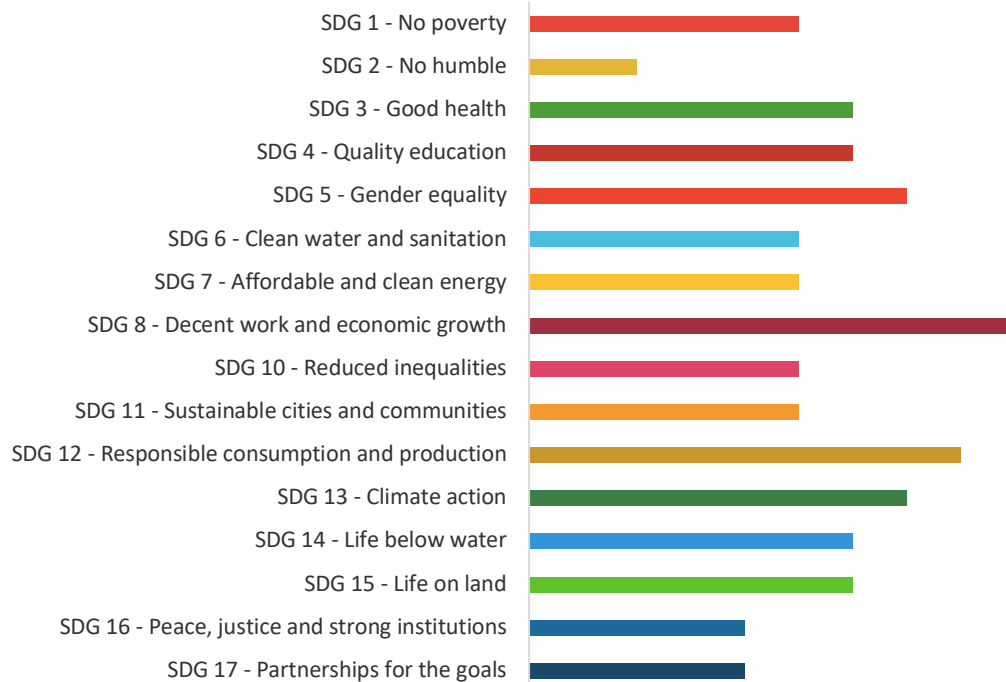 SDG 1 - No poverty
SDG 2 - No humble
SDG 3 - Good health
SDG 4 - Quality education
SDG 5 - Gender equality
SDG 6 - Clean water and sanitation
SDG 7 - Affordable and clean energy
SDG 8 - Decent work and economic growth
SDG 10 - Reduced inequalities
SDG 11 - Sustainable cities and communities
SDG 12 - Responsible consumption and production
SDG 13 - Climate action
SDG 14 - Life below water
SDG 15 - Life on land
SDG 16 - Peace, justice and strong institutions
SDG 17 - Partnerships for the goals